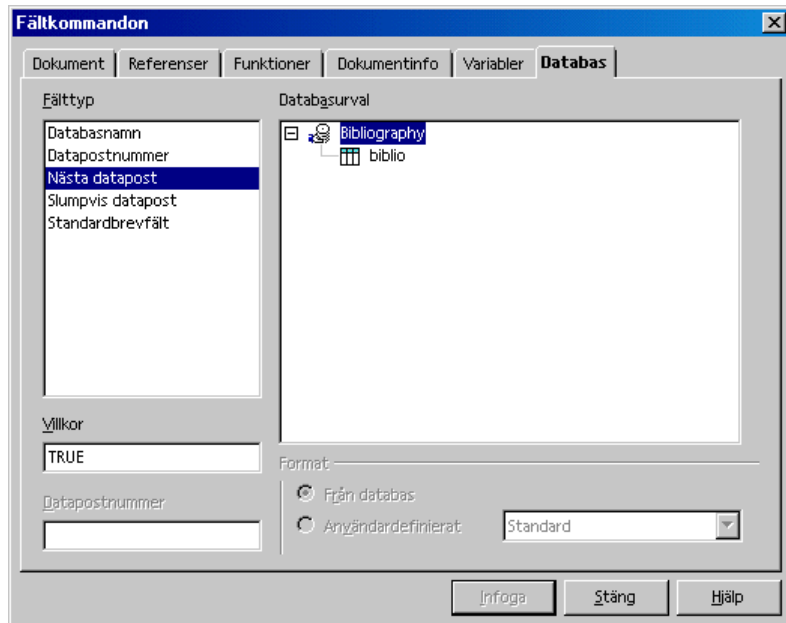 Fältkommandon
Dokument Referenser Funktioner Dokumentinfo Variabler Databas
Fälttyp
Databasnamn
Datapostnummer
Nästa datapost
Slumpvis datapost
Standardbrevfält
Databasurval
Bibliography
biblio
Villkor
TRUE
Datapostnummer
Format
Från databas
Användardefinierat Standard
Infoga Stäng Hjälp